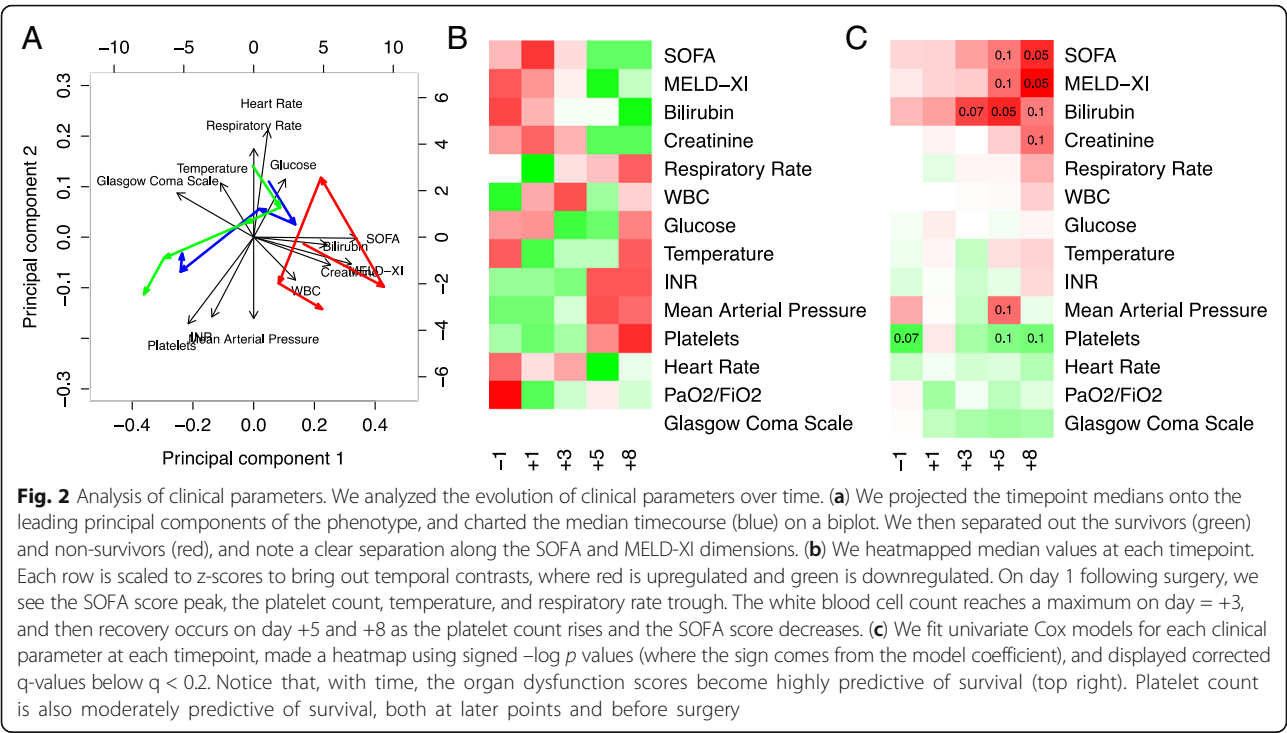 A
−10
−5
0
5
10
0.3
0.2
0.1
0.0
−0.1
−0.3
Principal component 2
6
4
2
0
−2
−4
−6
Heart Rate
Respiratory Rate
Temperature
Glucose
Glasgow Coma Scale
SOFA
Bilirubin
Creatinine
MELD−XI
WBC
INR
Mean Arterial Pressure
Platelets
−0.4
−0.2
0.0
0.2
0.4
Principal component 1
B
SOFA
MELD−XI
Bilirubin
Creatinine
Respiratory Rate
WBC
Glucose
Temperature
INR
Mean Arterial Pressure
Platelets
Heart Rate
PaO2/FiO2
Glasgow Coma Scale
−1
+1
+3
+5
+8
C
0.1 0.05 SOFA
0.1 0.05 MELD−XI
0.07 0.05 0.1 Bilirubin
0.1 Creatinine
Respiratory Rate
WBC
Glucose
Temperature
INR
0.1 Mean Arterial Pressure
0.07 0.1 0.1 Platelets
Heart Rate
PaO2/FiO2
Glasgow Coma Scale
−1
+1
+3
+5
+8
Fig. 2 Analysis of clinical parameters. We analyzed the evolution of clinical parameters over time. (a) We projected the timepoint medians onto the
leading principal components of the phenotype, and charted the median timecourse (blue) on a biplot. We then separated out the survivors (green)
and non-survivors (red), and note a clear separation along the SOFA and MELD-XI dimensions. (b) We heatmapped median values at each timepoint.
Each row is scaled to z-scores to bring out temporal contrasts, where red is upregulated and green is downregulated. On day 1 following surgery, we
see the SOFA score peak, the platelet count, temperature, and respiratory rate trough. The white blood cell count reaches a maximum on day = +3,
and then recovery occurs on day +5 and +8 as the platelet count rises and the SOFA score decreases. (c) We fit univariate Cox models for each clinical
parameter at each timepoint, made a heatmap using signed –log p values (where the sign comes from the model coefficient), and displayed corrected
q-values below q < 0.2. Notice that, with time, the organ dysfunction scores become highly predictive of survival (top right). Platelet count
is also moderately predictive of survival, both at later points and before surgery